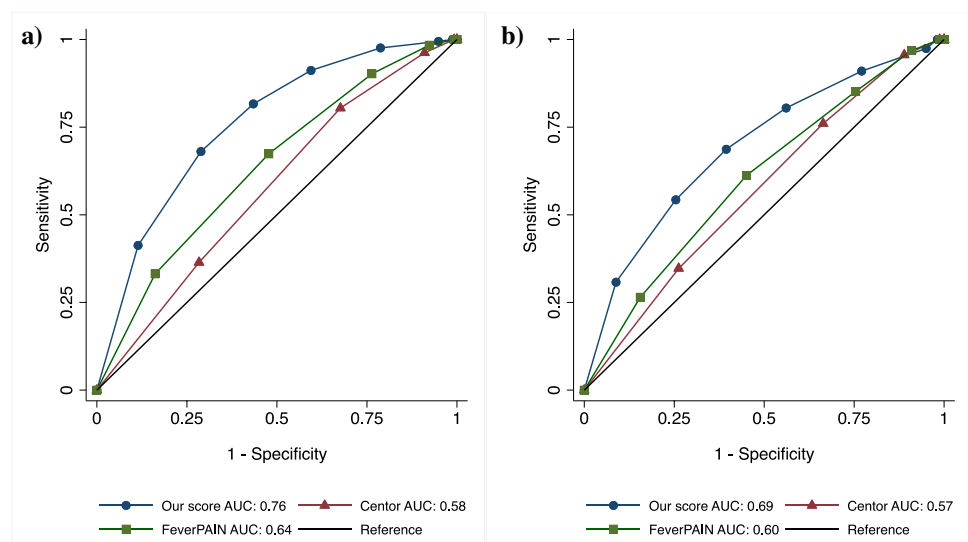 a)
1
0.75
0.5
0.25
0
Sensitivity
0 0.25 0.5 0.75 1
1 - Specificity
Our score AUC: 0.76 Centor AUC: 0.58
FeverPAIN AUC: 0.64 Reference
b)
1
0.75
0.5
0.25
0
Sensitivity
0 0.25 0.5 0.75 1
1 - Specificity
Our score AUC: 0.69 Centor AUC: 0.57
FeverPAIN AUC: 0.60 Reference